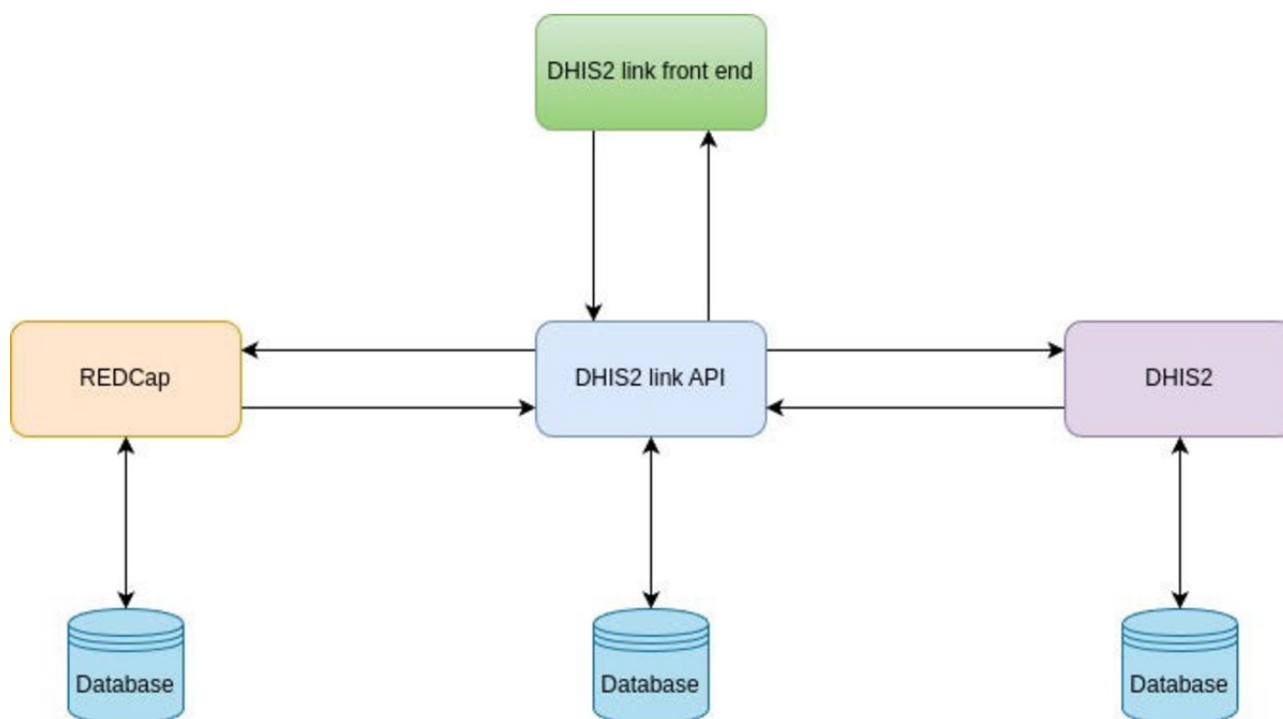 DHIS2 link front end
REDCap
DHIS2 link API
DHIS2
Database
Database
Database